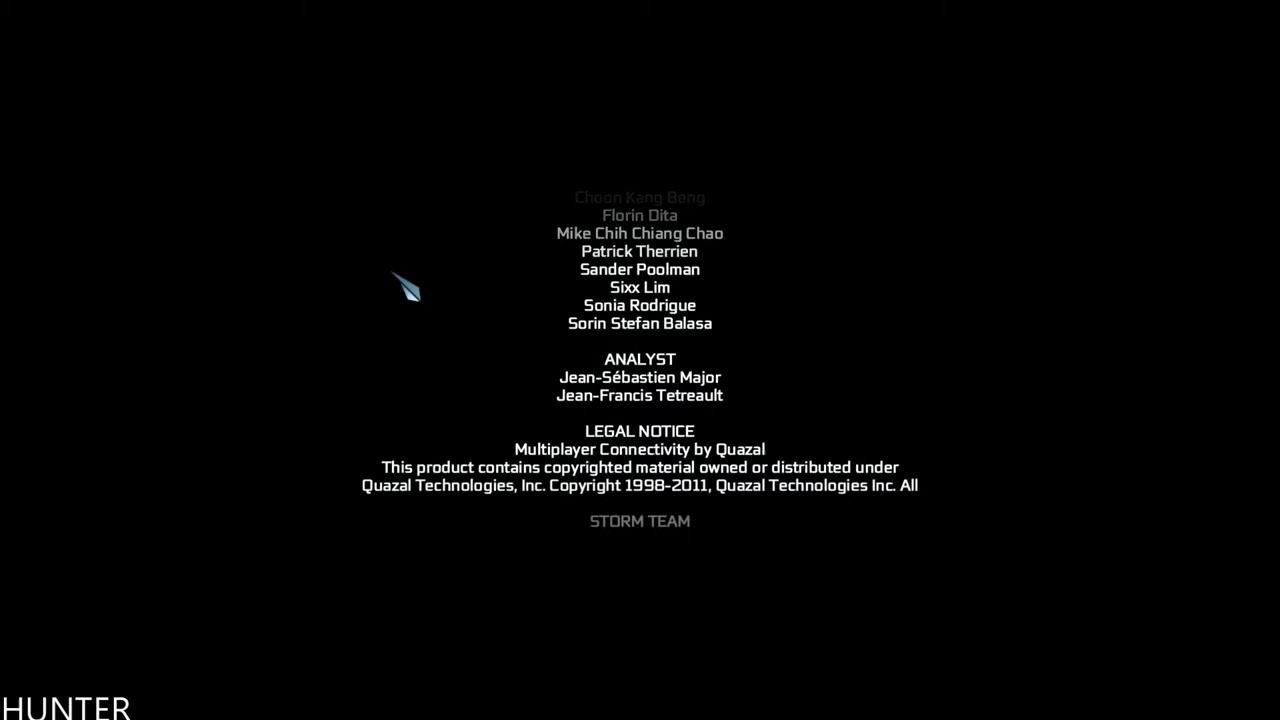 Choon Kang Beng
Florin Dita
Mike Chih Chiang Chao
Patrick Therrien
Sander Poolman
Sixx Lim
Sonia Rodrigue
Sorin Stefan Balasa
ANALYST
Jean-Sébastien Major
Jean-Francis Tetreault
LEGAL NOTICE
Multiplayer Connectivity by Quazal
This product contains copyrighted material owned or distributed under
Quazal Technologies, Inc. Copyright 1998-2011, Quazal Technologies Inc. All
STORM TEAM
HUNTER